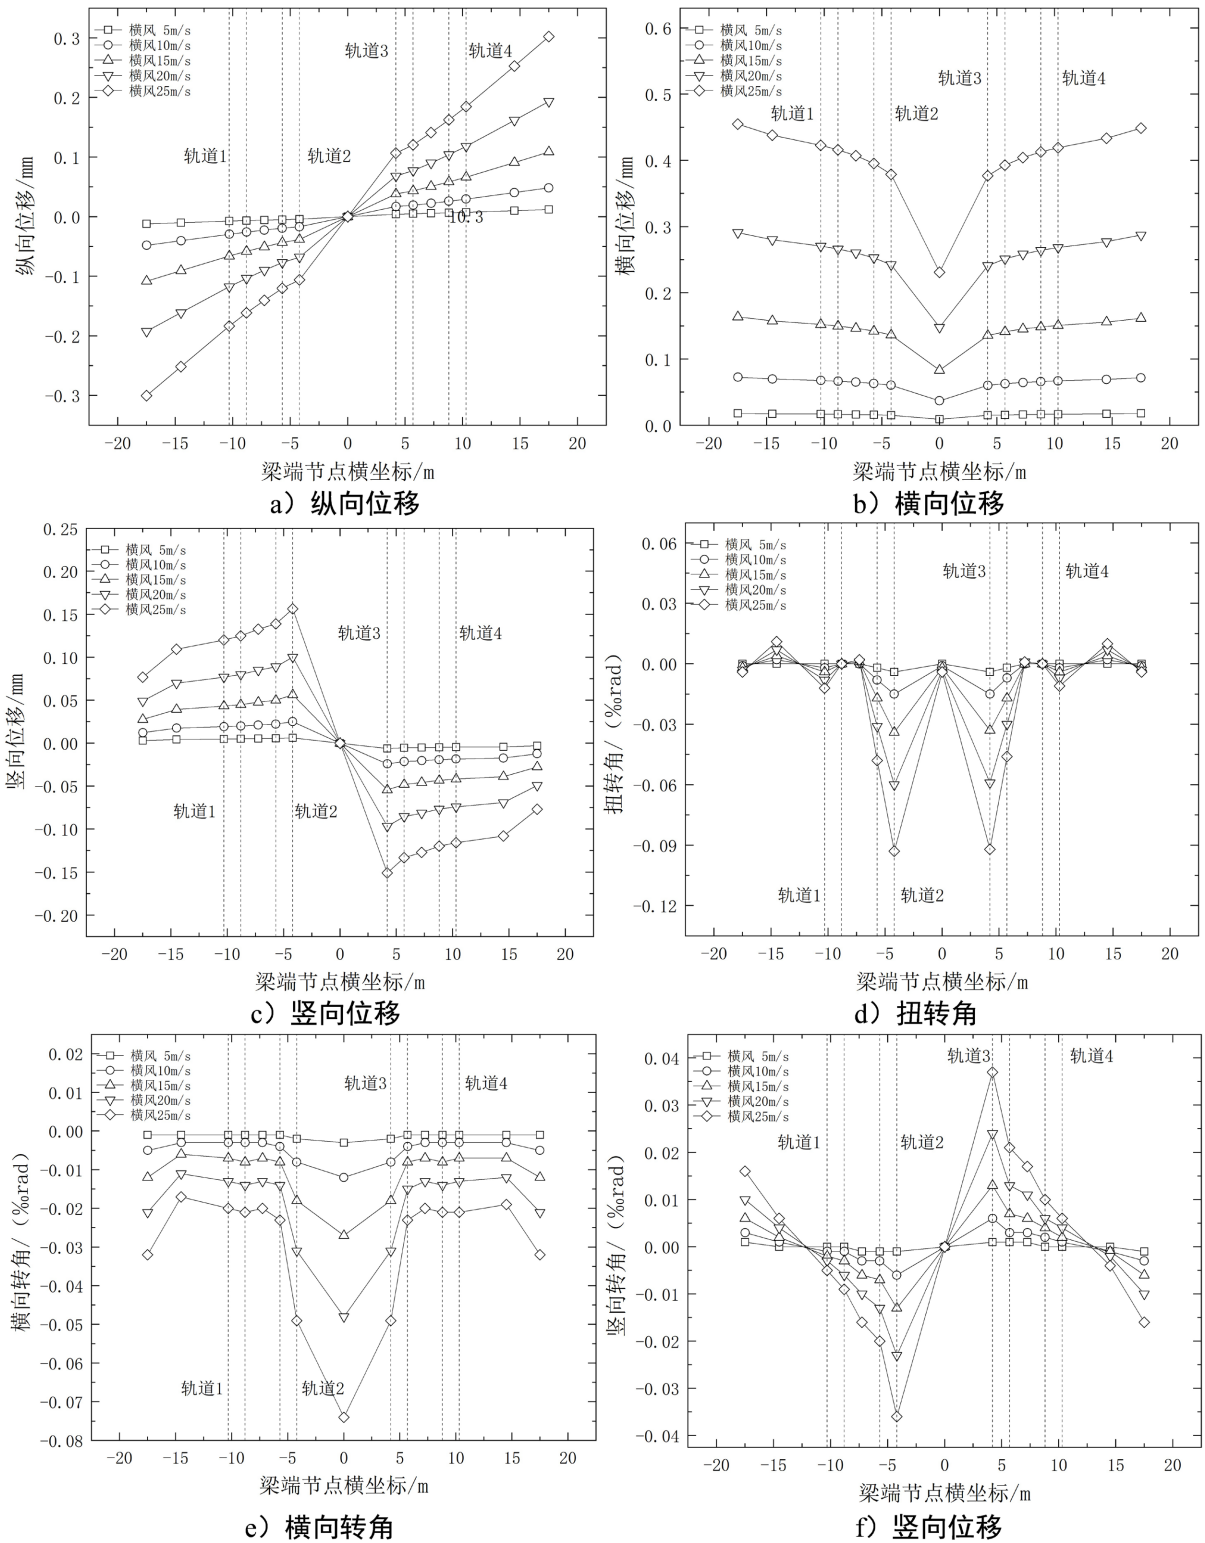 横风 5m/s
横风10m/s
横风15m/s
横风20m/s
横风25m/s
轨道1
轨道2
轨道3
轨道4
10.3
0.3
0.2
0.1
0.0
-0.1
-0.2
-0.3
纵向位移/mm
-20 -15 -10 -5 0 5 10 15 20
梁端节点横坐标/m
a）纵向位移
横风 5m/s
横风10m/s
横风15m/s
横风20m/s
横风25m/s
轨道1
轨道2
轨道3
轨道4
0.6
0.5
0.4
0.3
0.2
0.1
0.0
横向位移/mm
-20 -15 -10 -5 0 5 10 15 20
梁端节点横坐标/m
b）横向位移
横风 5m/s
横风10m/s
横风15m/s
横风20m/s
横风25m/s
轨道3
轨道4
轨道1
轨道2
0.25
0.20
0.15
0.10
0.05
0.00
-0.05
-0.10
-0.15
-0.20
竖向位移/mm
-20 -15 -10 -5 0 5 10 15 20
梁端节点横坐标/m
c）竖向位移
横风 5m/s
横风10m/s
横风15m/s
横风20m/s
横风25m/s
轨道3
轨道4
轨道1
轨道2
0.06
0.03
0.00
-0.03
-0.06
-0.09
-0.12
扭转角/（‰rad）
-20 -15 -10 -5 0 5 10 15 20
梁端节点横坐标/m
d）扭转角
横风 5m/s
横风10m/s
横风15m/s
横风20m/s
横风25m/s
轨道3
轨道4
轨道1
轨道2
0.02
0.01
0.00
-0.01
-0.02
-0.03
-0.04
-0.05
-0.06
-0.07
-0.08
横向转角/（‰rad）
-20 -15 -10 -5 0 5 10 15 20
梁端节点横坐标/m
e）横向转角
横风 5m/s
横风10m/s
横风15m/s
横风20m/s
横风25m/s
轨道3
轨道4
轨道1
轨道2
0.04
0.03
0.02
0.01
0.00
-0.01
-0.02
-0.03
-0.04
竖向转角/（‰rad）
-20 -15 -10 -5 0 5 10 15 20
梁端节点横坐标/m
f）竖向位移